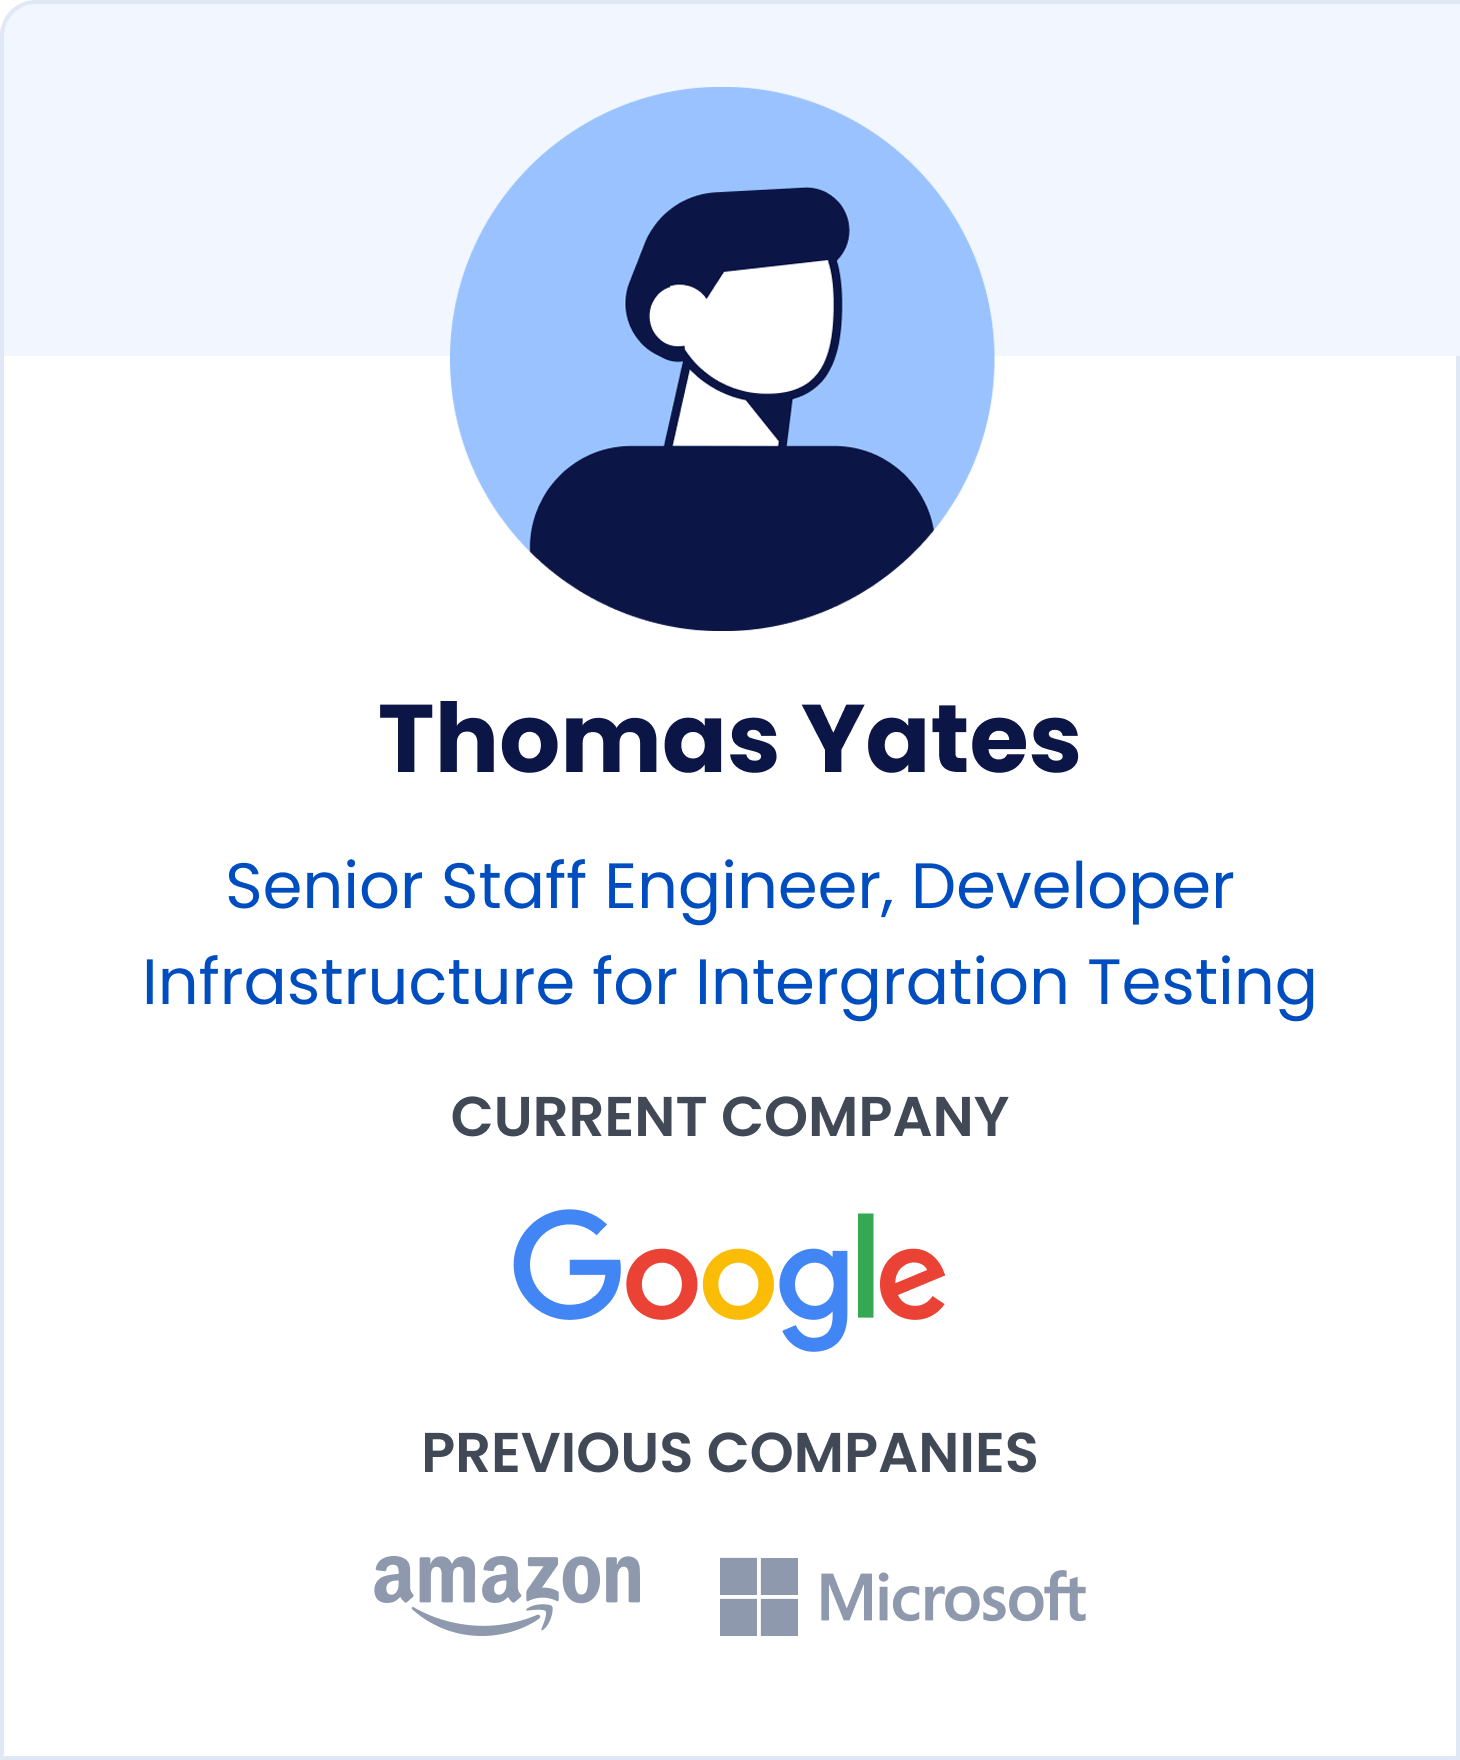 Thomas Yates
Senior Staff Engineer, Developer
Infrastructure for Intergration Testing
CURRENT COMPANY
Google
PREVIOUS COMPANIES
amazon Microsoft